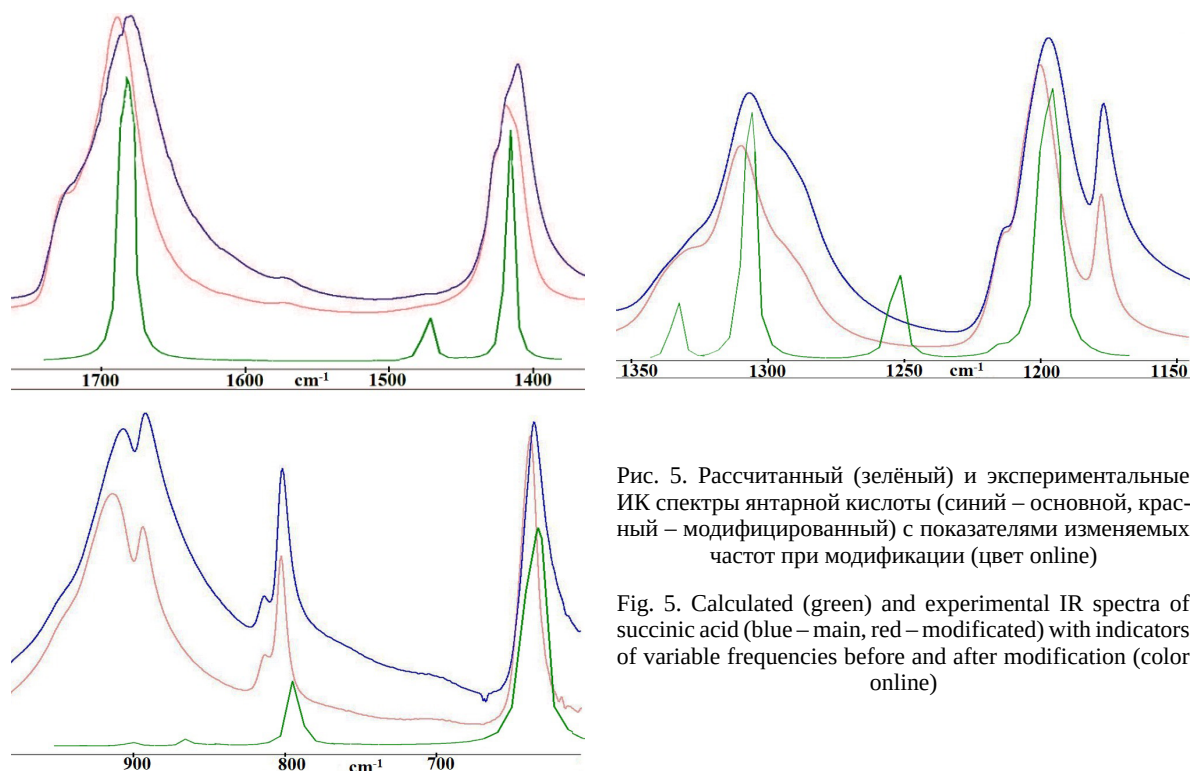 1700 1600 1500 1400
cm-1
1350 1300 1250 1200 1150
cm-1
900 800 700
cm-1
Рис. 5. Рассчитанный (зелёный) и экспериментальные
ИК спектры янтарной кислоты (синий – основной, крас-
ный – модифицированный) с показателями изменяемых
частот при модификации (цвет online)
Fig. 5. Calculated (green) and experimental IR spectra of
succinic acid (blue – main, red – modificated) with indicators
of variable frequencies before and after modification (color
online)